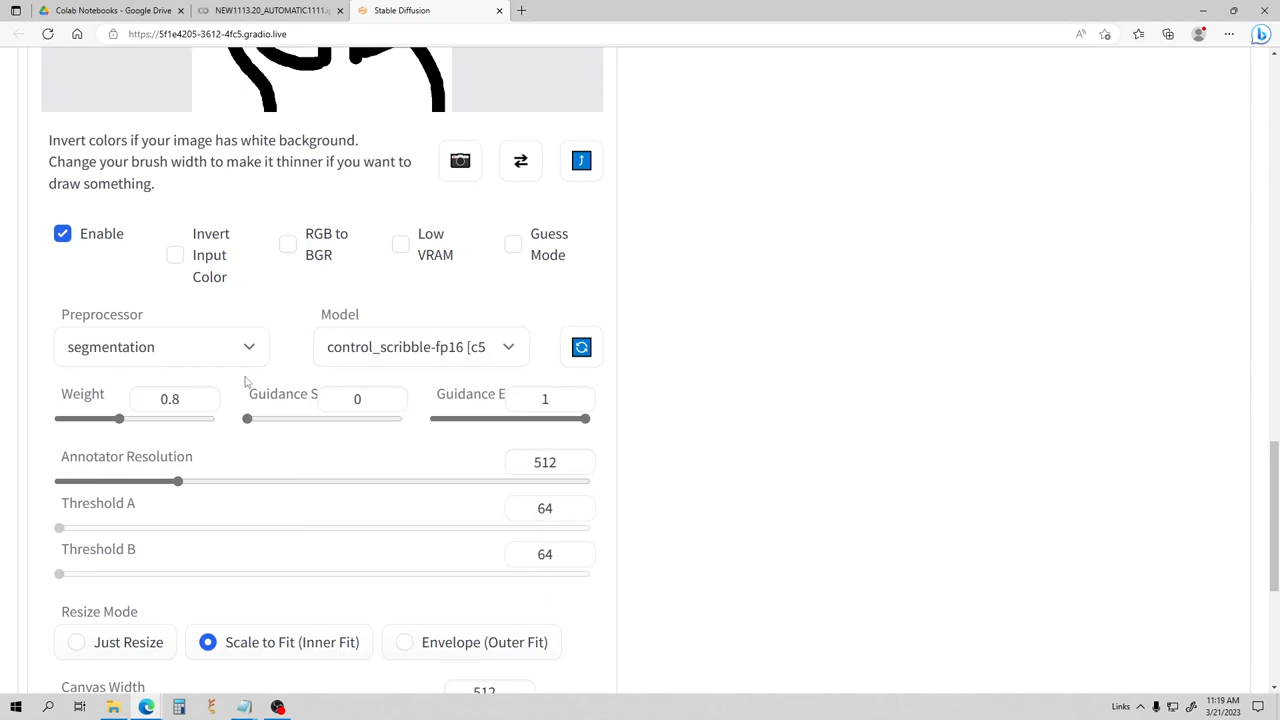 Colab Notebooks - Google Drive
NEW1113.20_AUTOMATIC1111.i
Stable Diffusion
https://5f1e4205-3612-4fc5.gradio.live
Invert colors if your image has white background.
Change your brush width to make it thinner if you want to
draw something.
Enable
Invert
Input
Color
RGB to
BGR
Low
VRAM
Guess
Mode
Preprocessor
Model
segmentation
control_scribble-fp16 [c5
Weight
0.8
Guidance S
0
Guidance E
1
Annotator Resolution
512
Threshold A
64
Threshold B
64
Resize Mode
Just Resize
Scale to Fit (Inner Fit)
Envelope (Outer Fit)
Canvas Width
512
Links
11:19 AM
3/21/2023